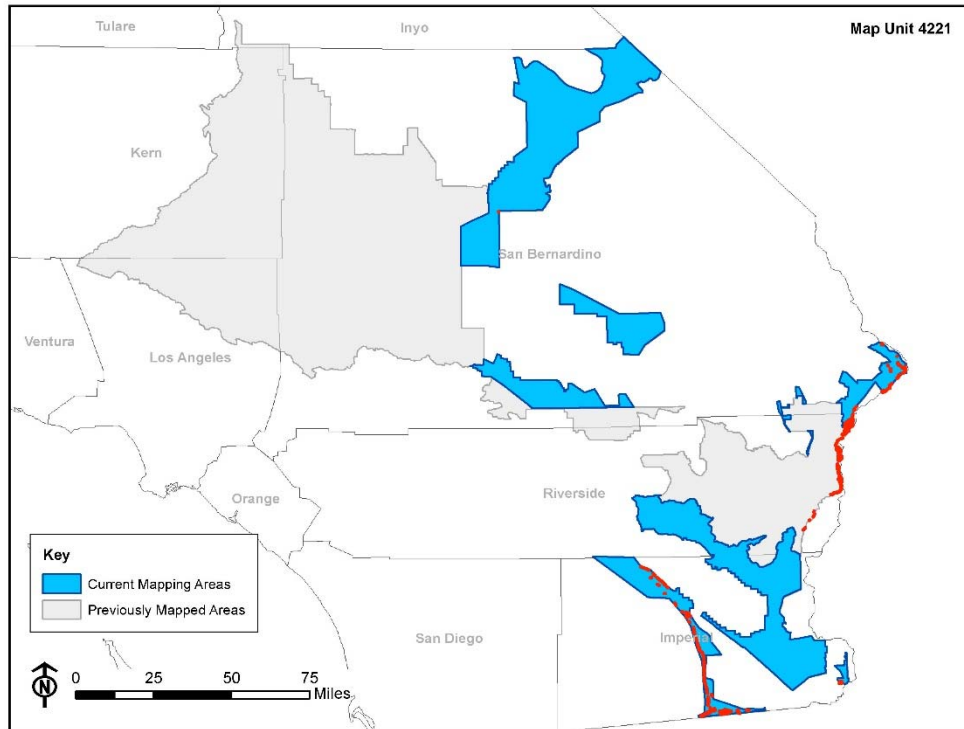 Tulare
Inyo
Map Unit 4221
Kern
San Bernardino
Ventura
Los Angeles
Orange
Riverside
Key
Current Mapping Areas
Previously Mapped Areas
San Diego
Imperial
N
0 25 50 75
Miles